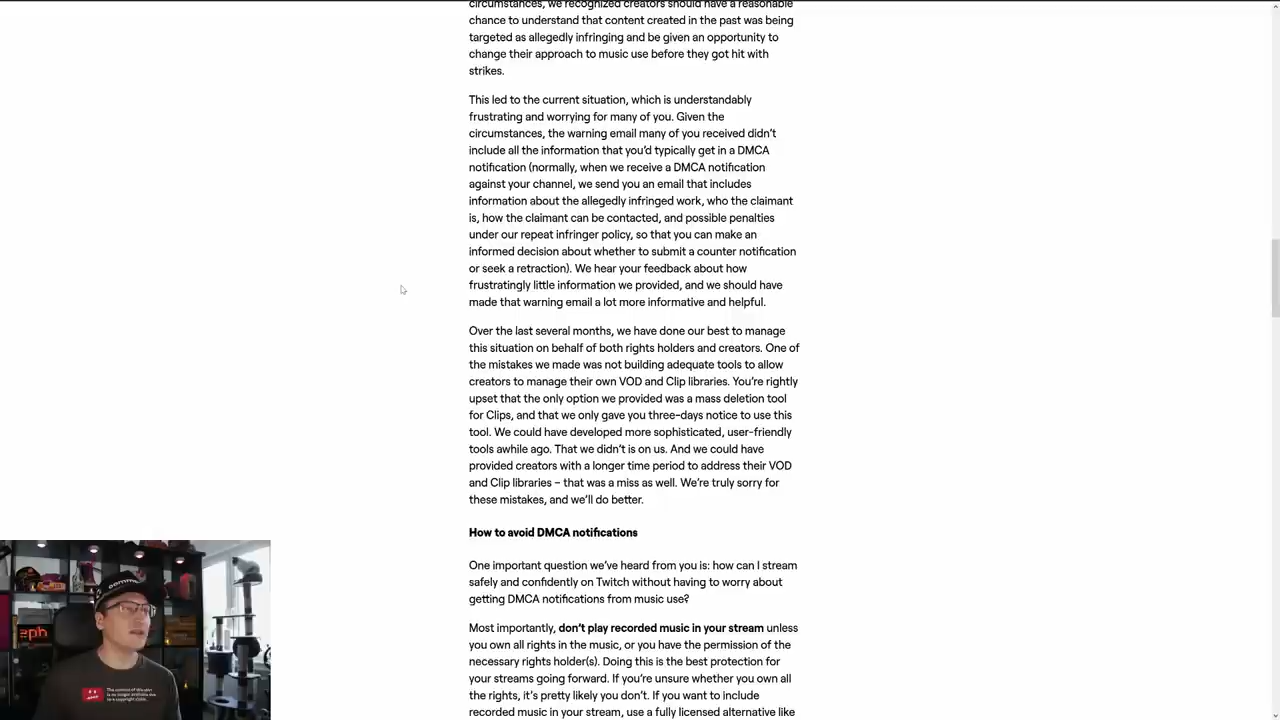 circumstances, we recognized creators should have a reasonable
chance to understand that content created in the past was being
targeted as allegedly infringing and be given an opportunity to
change their approach to music use before they got hit with
strikes.
This led to the current situation, which is understandably
frustrating and worrying for many of you. Given the
circumstances, the warning email many of you received didn't
include all the information that you'd typically get in a DMCA
notification (normally, when we receive a DMCA notification
against your channel, we send you an email that includes
information about the allegedly infringed work, who the claimant
is, how the claimant can be contacted, and possible penalties
under our repeat infringer policy, so that you can make an
informed decision about whether to submit a counter notification
or seek a retraction). We hear your feedback about how
frustratingly little information we provided, and we should have
made that warning email a lot more informative and helpful.
Over the last several months, we have done our best to manage
this situation on behalf of both rights holders and creators. One of
the mistakes we made was not building adequate tools to allow
creators to manage their own VOD and Clip libraries. You're rightly
upset that the only option we provided was a mass deletion tool
for Clips, and that we only gave you three-days notice to use this
tool. We could have developed more sophisticated, user-friendly
tools awhile ago. That we didn't is on us. And we could have
provided creators with a longer time period to address their VOD
and Clip libraries – that was a miss as well. We're truly sorry for
these mistakes, and we'll do better.
How to avoid DMCA notifications
One important question we've heard from you is: how can I stream
safely and confidently on Twitch without having to worry about
getting DMCA notifications from music use?
Most importantly, don't play recorded music in your stream unless
you own all rights in the music, or you have the permission of the
necessary rights holder(s). Doing this is the best protection for
your streams going forward. If you're unsure whether you own all
the rights, it's pretty likely you don't. If you want to include
recorded music in your stream, use a fully licensed alternative like